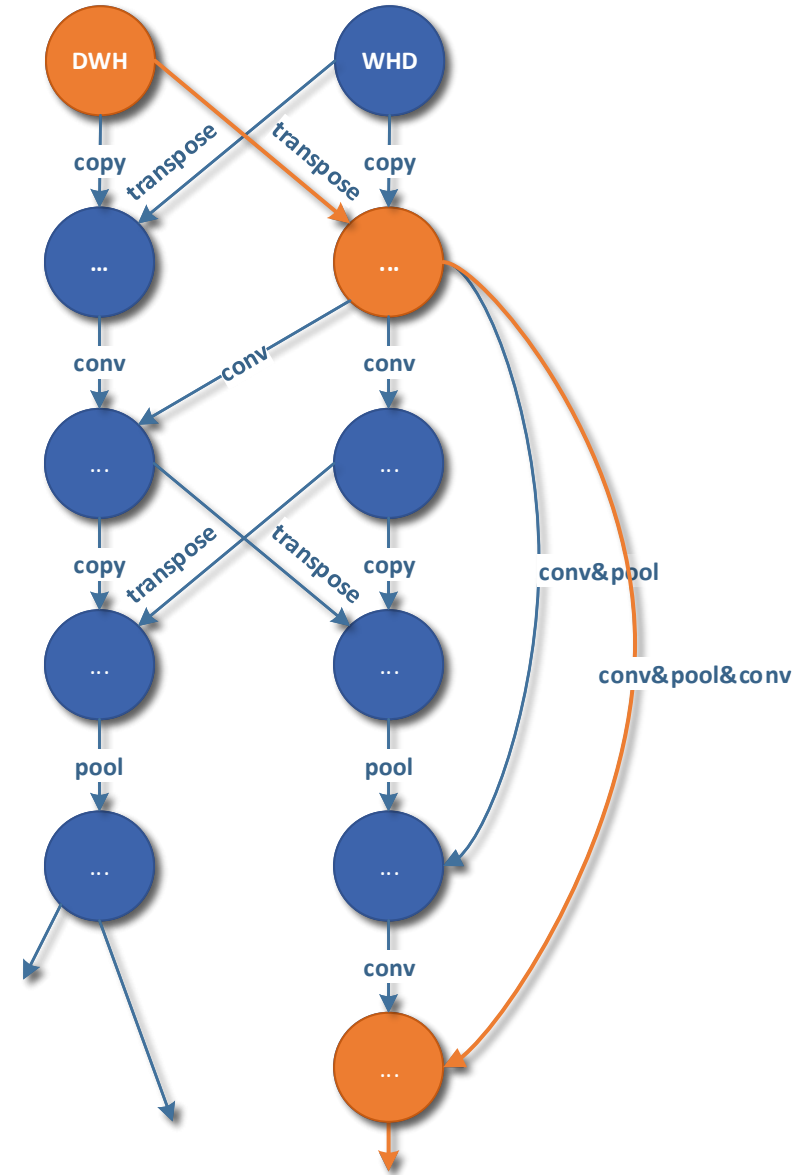 DWH
WHD
copy
transpose
transpose
copy
...
...
conv
conv
conv
...
...
copy
transpose
transpose
copy
conv&pool
...
...
conv&pool&conv
pool
pool
...
...
conv
...